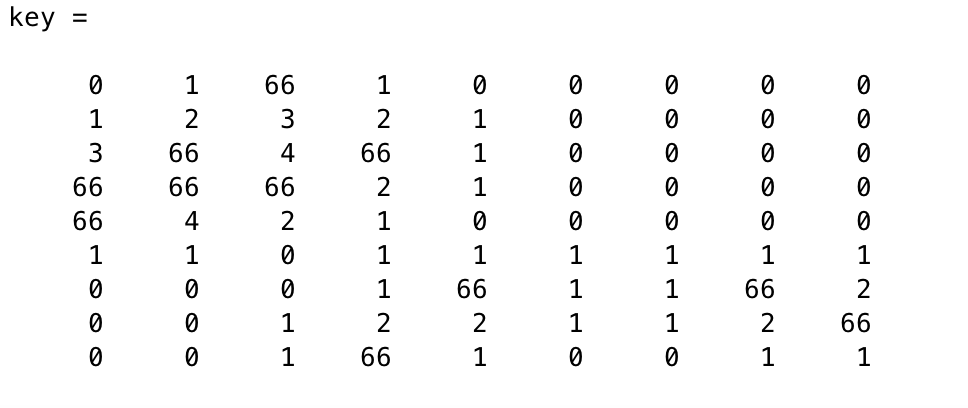 key =
0 1 66 1 0 0 0 0 0
1 2 3 2 1 0 0 0 0
3 66 4 66 1 0 0 0 0
66 66 66 2 1 0 0 0 0
66 4 2 1 0 0 0 0 0
1 1 0 1 1 1 1 1 1
0 0 0 1 66 1 1 66 2
0 0 1 2 2 1 1 2 66
0 0 1 66 1 0 0 1 1